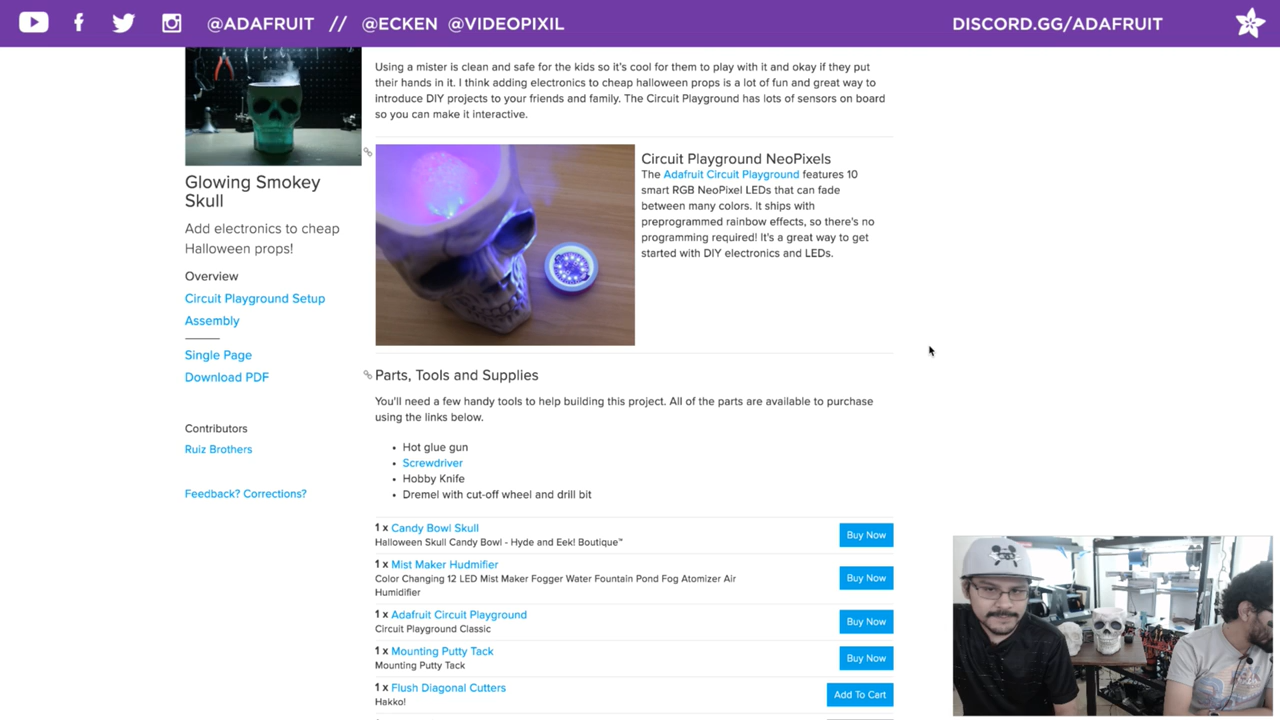 @ADAFRUIT // @ECKEN @VIDEOPIXIL
DISCORD.GG/ADAFRUIT
Glowing Smokey
Skull
Add electronics to cheap
Halloween props!
Overview
Circuit Playground Setup
Assembly
Single Page
Download PDF
Contributors
Ruiz Brothers
Feedback? Corrections?
Using a mister is clean and safe for the kids so it's cool for them to play with it and okay if they put
their hands in it. I think adding electronics to cheap halloween props is a lot of fun and great way to
introduce DIY projects to your friends and family. The Circuit Playground has lots of sensors on board
so you can make it interactive.
Circuit Playground NeoPixels
The Adafruit Circuit Playground features 10
smart RGB NeoPixel LEDs that can fade
between many colors. It ships with
preprogrammed rainbow effects, so there's no
programming required! It's a great way to get
started with DIY electronics and LEDs.
Parts, Tools and Supplies
You'll need a few handy tools to help building this project. All of the parts are available to purchase
using the links below.
• Hot glue gun
• Screwdriver
• Hobby Knife
• Dremel with cut-off wheel and drill bit
1 x Candy Bowl Skull
Halloween Skull Candy Bowl - Hyde and Eek! Boutique™
Buy Now
1 x Mist Maker Hudmifier
Color Changing 12 LED Mist Maker Fogger Water Fountain Pond Fog Atomizer Air
Humidifier
Buy Now
1 x Adafruit Circuit Playground
Circuit Playground Classic
Buy Now
1 x Mounting Putty Tack
Mounting Putty Tack
Buy Now
1 x Flush Diagonal Cutters
Hakko!
Add To Cart